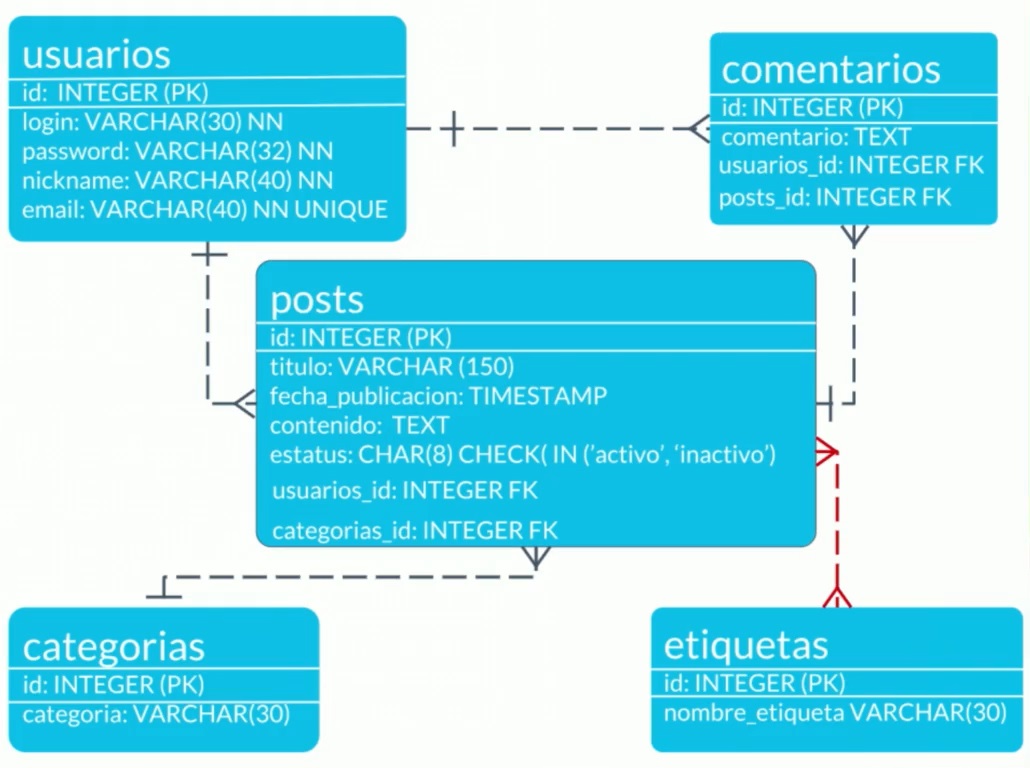 usuarios
id: INTEGER (PK)
login: VARCHAR(30) NN
password: VARCHAR(32) NN
nickname: VARCHAR(40) NN
email: VARCHAR(40) NN UNIQUE
comentarios
id: INTEGER (PK)
comentario: TEXT
usuarios_id: INTEGER FK
posts_id: INTEGER FK
posts
id: INTEGER (PK)
titulo: VARCHAR (150)
fecha_publicacion: TIMESTAMP
contenido: TEXT
estatus: CHAR(8) CHECK( IN (’activo’, ‘inactivo’)
usuarios_id: INTEGER FK
categorias_id: INTEGER FK
categorias
id: INTEGER (PK)
categoria: VARCHAR(30)
etiquetas
id: INTEGER (PK)
nombre_etiqueta VARCHAR(30)